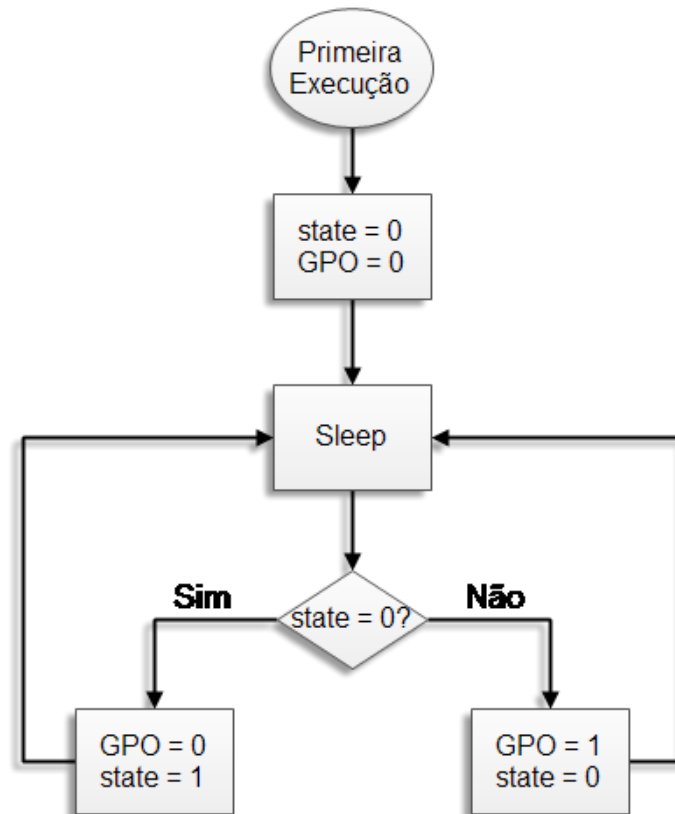 Primeira
Execução
state = 0
GPO = 0
Sleep
Sim
Não
state = 0?
GPO = 0
state = 1
GPO = 1
state = 0